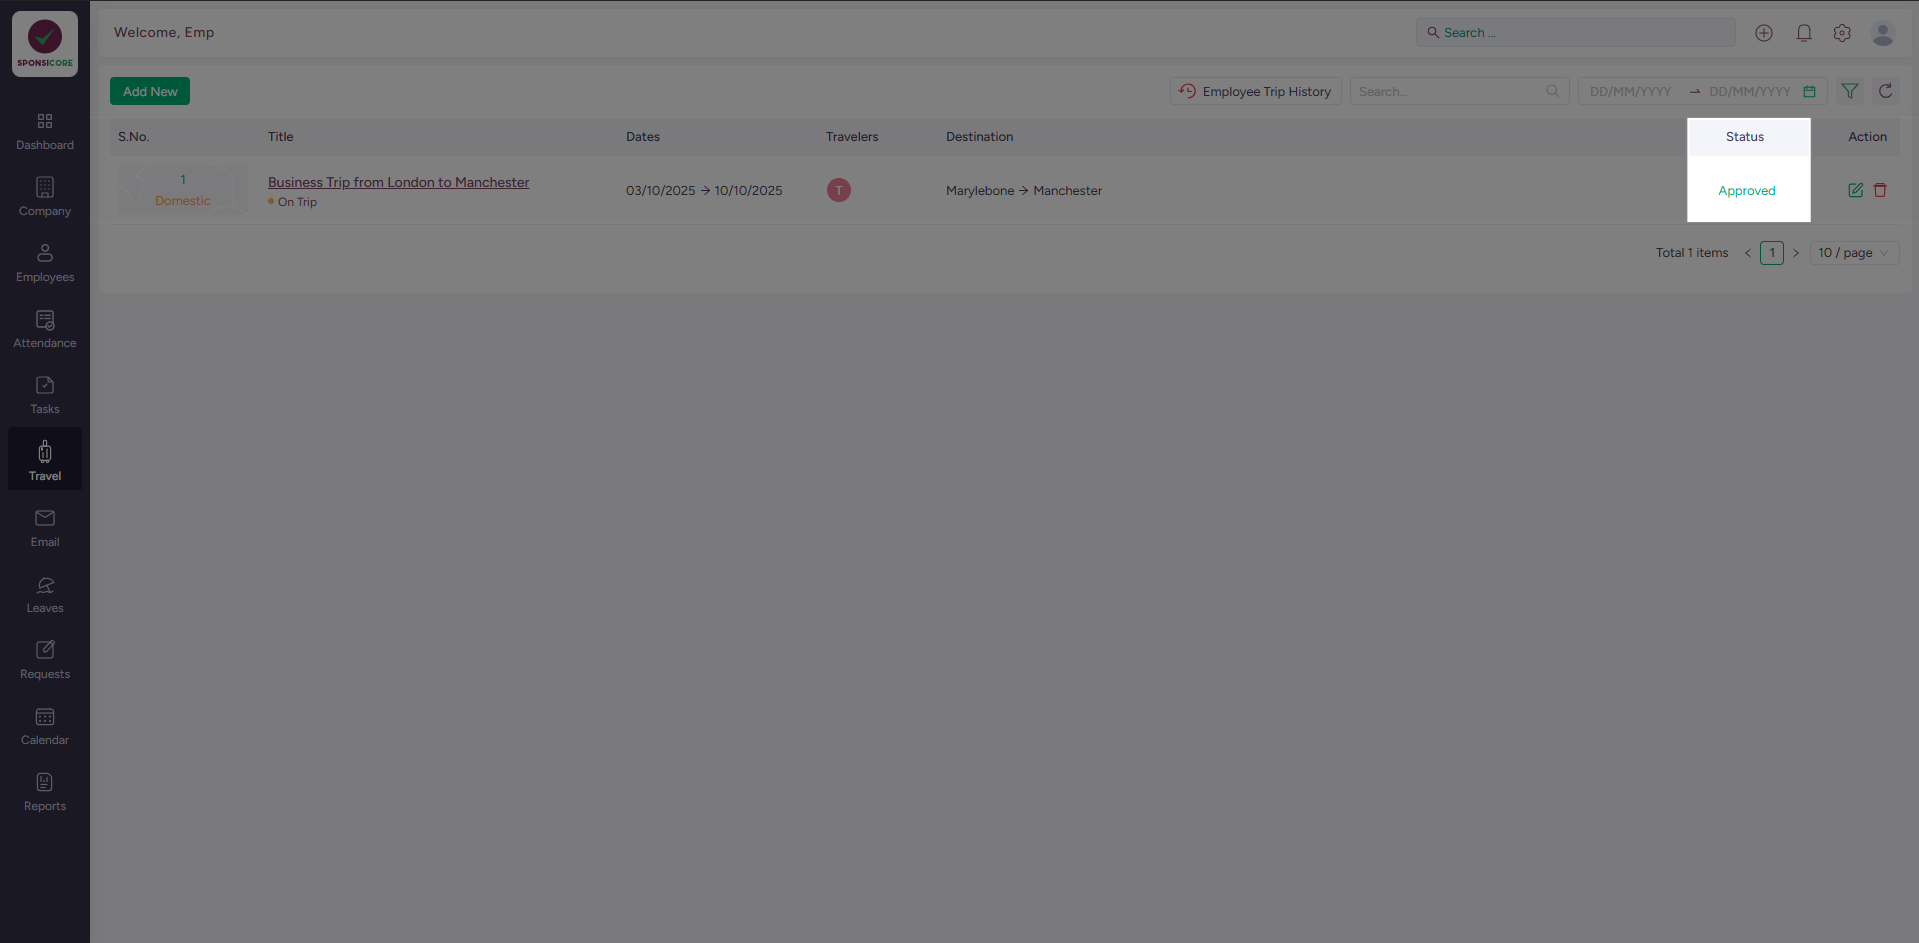 SPONSICORE
Welcome, Emp
Search ...
Add New
Employee Trip History
Search...
DD/MM/YYYY → DD/MM/YYYY
S.No. Title Dates Travelers Destination Status Action
1
Domestic
Business Trip from London to Manchester
On Trip
03/10/2025 → 10/10/2025
T
Marylebone → Manchester
Approved
Total 1 items < 1 > 10 / page
Dashboard
Company
Employees
Attendance
Tasks
Travel
Email
Leaves
Requests
Calendar
Reports